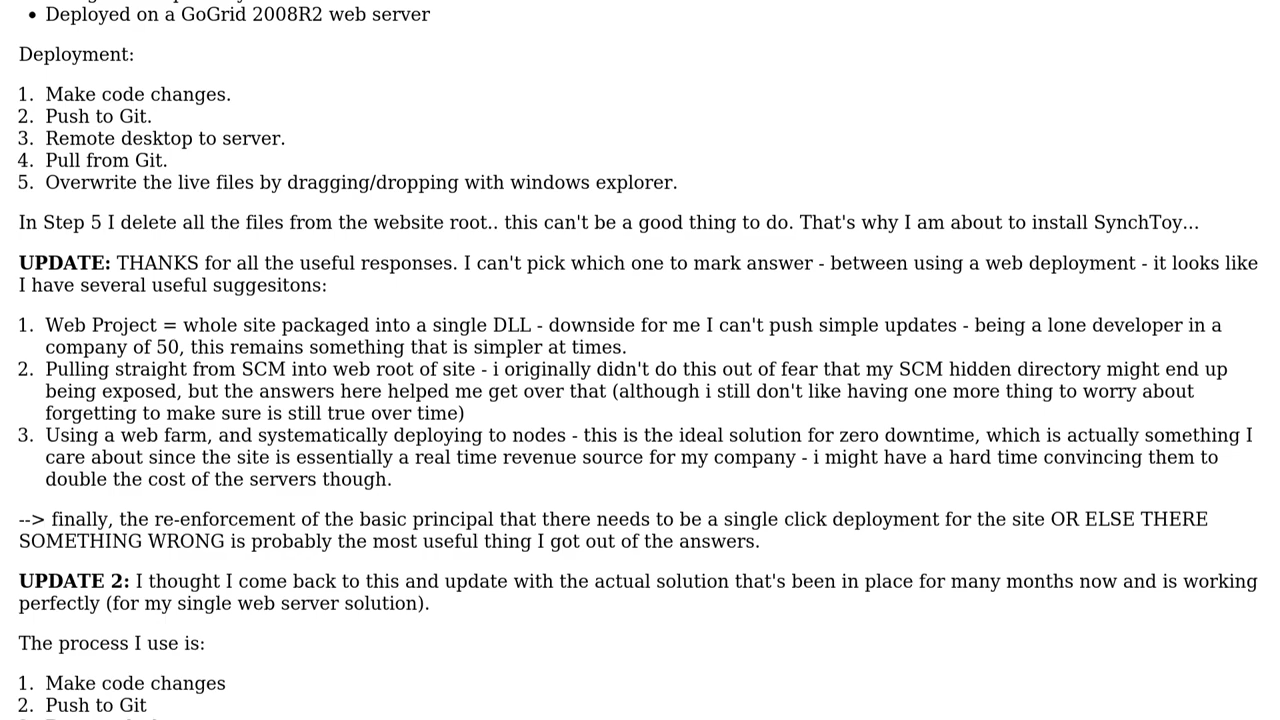 • Deployed on a GoGrid 2008R2 web server
Deployment:
1. Make code changes.
2. Push to Git.
3. Remote desktop to server.
4. Pull from Git.
5. Overwrite the live files by dragging/dropping with windows explorer.
In Step 5 I delete all the files from the website root.. this can't be a good thing to do. That's why I am about to install SynchToy...
UPDATE: THANKS for all the useful responses. I can't pick which one to mark answer - between using a web deployment - it looks like
I have several useful suggesitons:
1. Web Project = whole site packaged into a single DLL - downside for me I can't push simple updates - being a lone developer in a
company of 50, this remains something that is simpler at times.
2. Pulling straight from SCM into web root of site - i originally didn't do this out of fear that my SCM hidden directory might end up
being exposed, but the answers here helped me get over that (although i still don't like having one more thing to worry about
forgetting to make sure is still true over time)
3. Using a web farm, and systematically deploying to nodes - this is the ideal solution for zero downtime, which is actually something I
care about since the site is essentially a real time revenue source for my company - i might have a hard time convincing them to
double the cost of the servers though.
--> finally, the re-enforcement of the basic principal that there needs to be a single click deployment for the site OR ELSE THERE
SOMETHING WRONG is probably the most useful thing I got out of the answers.
UPDATE 2: I thought I come back to this and update with the actual solution that's been in place for many months now and is working
perfectly (for my single web server solution).
The process I use is:
1. Make code changes
2. Push to Git